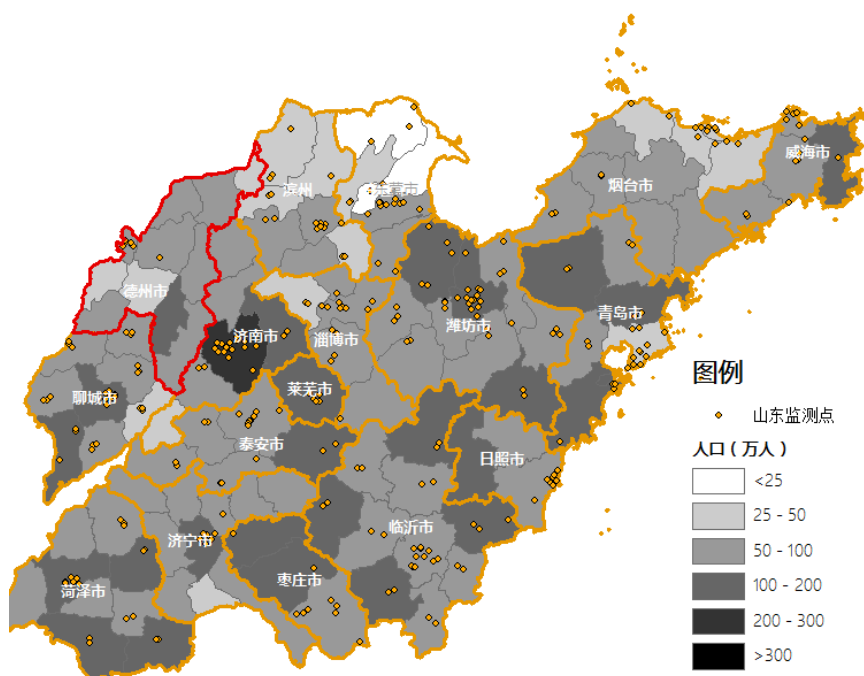 威海市
烟台市
滨州
东营市
德州市
济南市
淄博市
潍坊市
青岛市
莱芜市
聊城市
泰安市
日照市
临沂市
济宁市
枣庄市
菏泽市
图例
山东监测点
人口（万人）
<25
25 - 50
50 - 100
100 - 200
200 - 300
>300